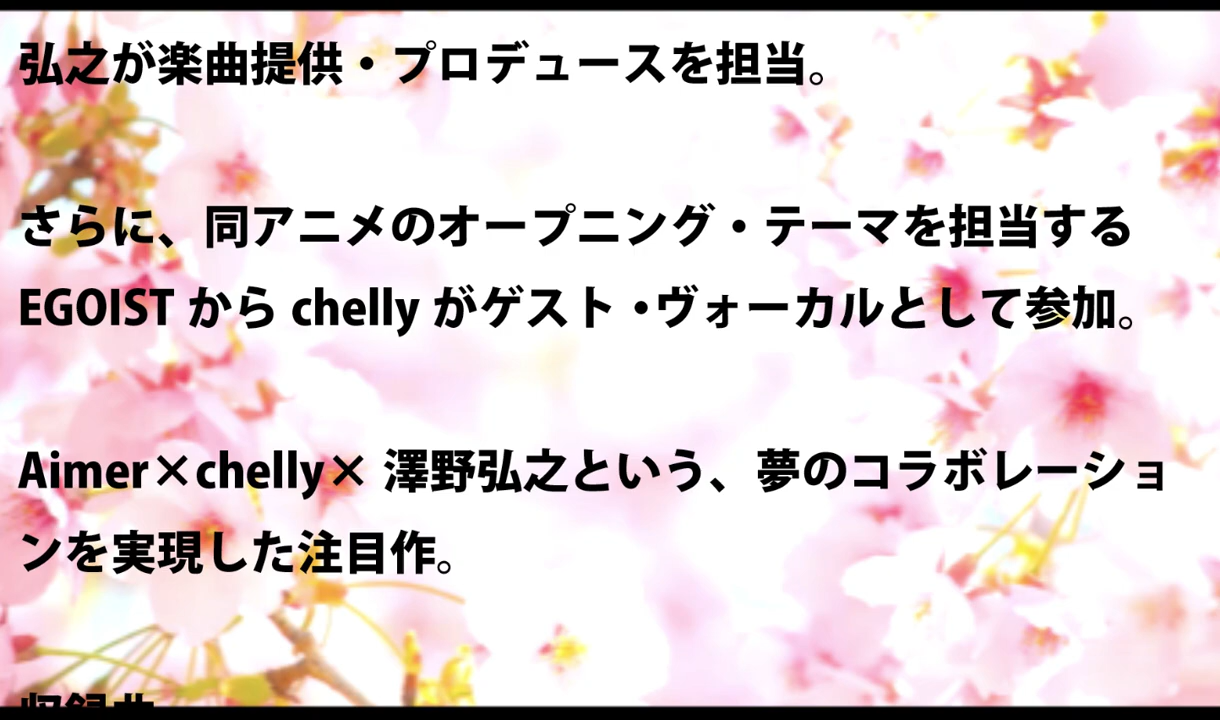 弘之が楽曲提供・プロデュースを担当。
さらに、同アニメのオープニング・テーマを担当する
EGOIST から chelly がゲスト・ヴォーカルとして参加。
Aimer×chelly× 澤野弘之という、夢のコラボレーショ
ンを実現した注目作。
収録曲